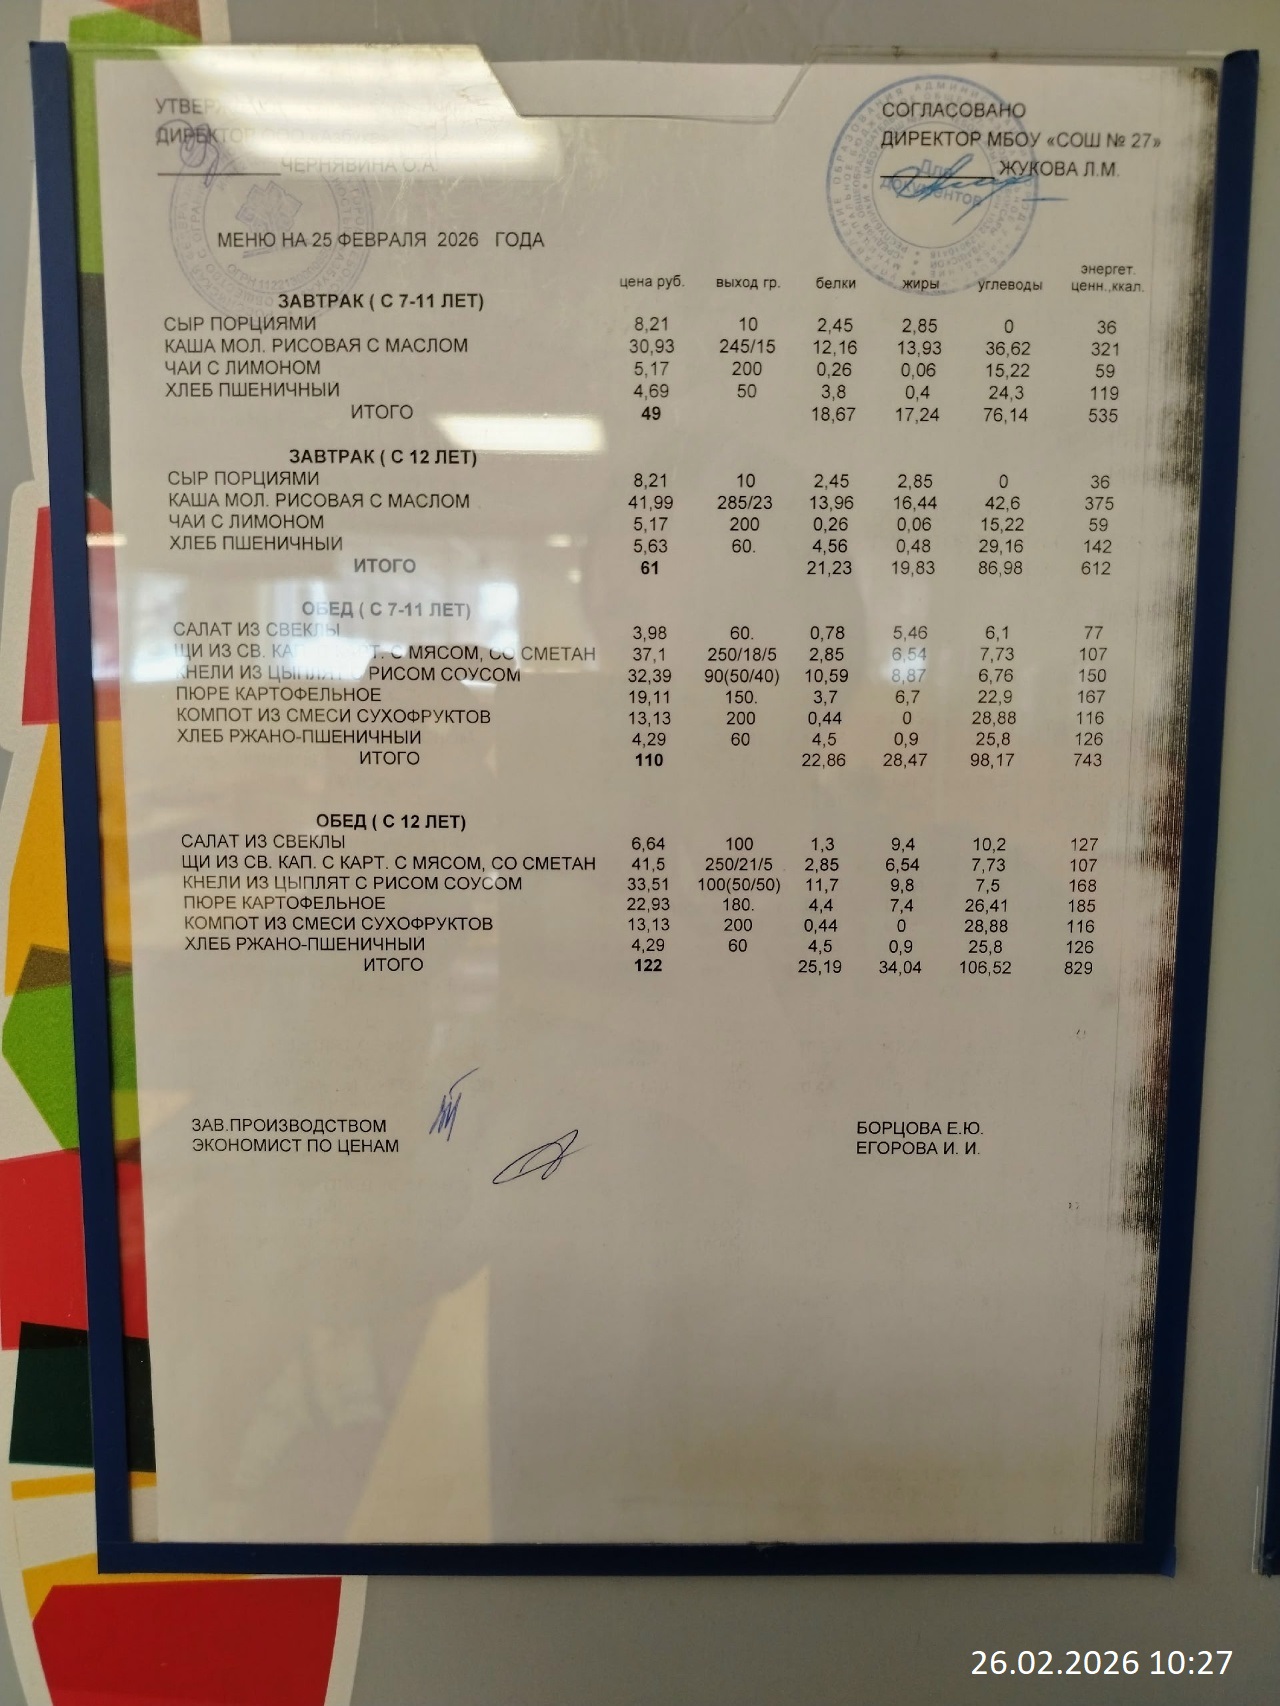 СОГЛАСОВАНО
ДИРЕКТОР МБОУ «СОШ № 27»
ЖУКОВА Л.М.
Для документов
УТВЕР
ДИРЕКТОР ООО
ЧЕРНЯВИНА О.А.
МЕНЮ НА 25 ФЕВРАЛЯ 2026 ГОДА
цена руб. выход гр. белки жиры углеводы энергет. ценн.,ккал.
ЗАВТРАК ( С 7-11 ЛЕТ)
СЫР ПОРЦИЯМИ 8,21 10 2,45 2,85 0 36
КАША МОЛ. РИСОВАЯ С МАСЛОМ 30,93 245/15 12,16 13,93 36,62 321
ЧАИ С ЛИМОНОМ 5,17 200 0,26 0,06 15,22 59
ХЛЕБ ПШЕНИЧНЫИ 4,69 50 3,8 0,4 24,3 119
ИТОГО 49 18,67 17,24 76,14 535
ЗАВТРАК ( С 12 ЛЕТ)
СЫР ПОРЦИЯМИ 8,21 10 2,45 2,85 0 36
КАША МОЛ. РИСОВАЯ С МАСЛОМ 41,99 285/23 13,96 16,44 42,6 375
ЧАИ С ЛИМОНОМ 5,17 200 0,26 0,06 15,22 59
ХЛЕБ ПШЕНИЧНЫИ 5,63 60. 4,56 0,48 29,16 142
ИТОГО 61 21,23 19,83 86,98 612
ОБЕД ( С 7-11 ЛЕТ)
САЛАТ ИЗ СВЕКЛЫ 3,98 60. 0,78 5,46 6,1 77
ЩИ ИЗ СВ. КАП. С КАРТ. С МЯСОМ, СО СМЕТАН 37,1 250/18/5 2,85 6,54 7,73 107
КНЕЛИ ИЗ ЦЫПЛЯТ С РИСОМ СОУСОМ 32,39 90(50/40) 10,59 8,87 6,76 150
ПЮРЕ КАРТОФЕЛЬНОЕ 19,11 150. 3,7 6,7 22,9 167
КОМПОТ ИЗ СМЕСИ СУХОФРУКТОВ 13,13 200 0,44 0 28,88 116
ХЛЕБ РЖАНО-ПШЕНИЧНЫИ 4,29 60 4,5 0,9 25,8 126
ИТОГО 110 22,86 28,47 98,17 743
ОБЕД ( С 12 ЛЕТ)
САЛАТ ИЗ СВЕКЛЫ 6,64 100 1,3 9,4 10,2 127
ЩИ ИЗ СВ. КАП. С КАРТ. С МЯСОМ, СО СМЕТАН 41,5 250/21/5 2,85 6,54 7,73 107
КНЕЛИ ИЗ ЦЫПЛЯТ С РИСОМ СОУСОМ 33,51 100(50/50) 11,7 9,8 7,5 168
ПЮРЕ КАРТОФЕЛЬНОЕ 22,93 180. 4,4 7,4 26,41 185
КОМПОТ ИЗ СМЕСИ СУХОФРУКТОВ 13,13 200 0,44 0 28,88 116
ХЛЕБ РЖАНО-ПШЕНИЧНЫЙ 4,29 60 4,5 0,9 25,8 126
ИТОГО 122 25,19 34,04 106,52 829
ЗАВ.ПРОИЗВОДСТВОМ БОРЦОВА Е.Ю.
ЭКОНОМИСТ ПО ЦЕНАМ ЕГОРОВА И. И.
26.02.2026 10:27